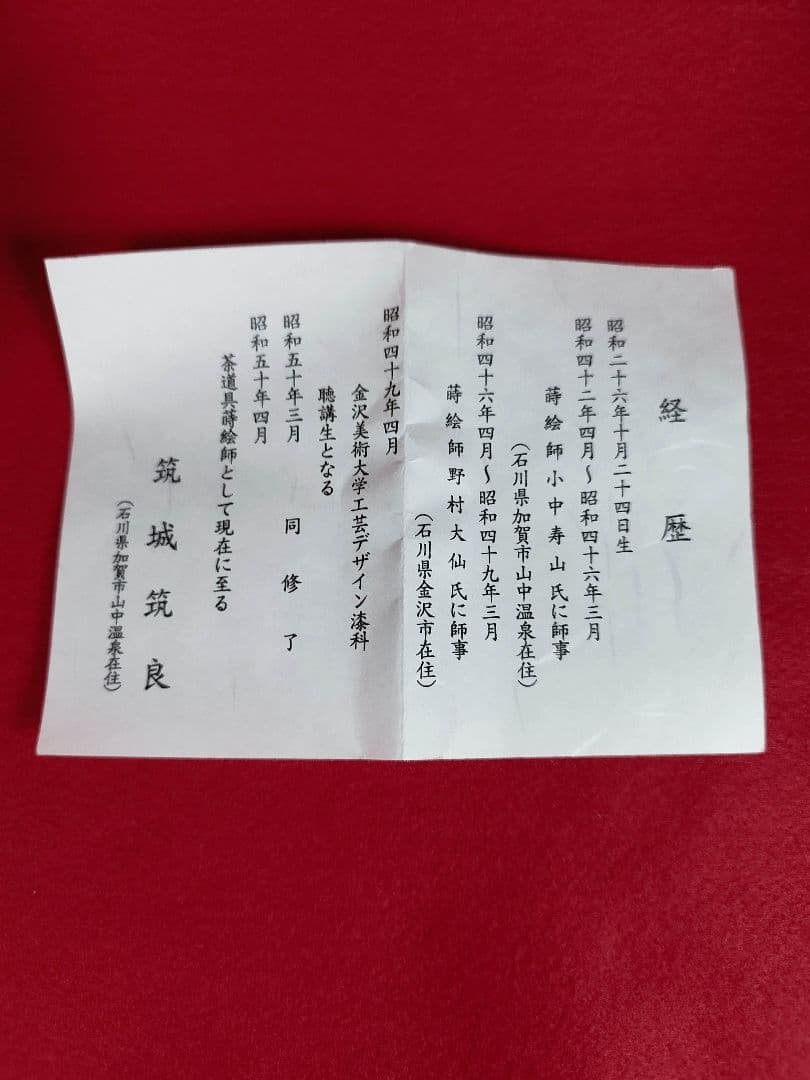 経歴
昭和二十六年十月二十四日生
昭和四十二年四月～昭和四十六年三月
蒔絵師小中寿山氏に師事
（石川県加賀市山中温泉在住）
昭和四十六年四月～昭和四十九年三月
蒔絵師野村大仙氏に師事
（石川県金沢市在住）
昭和四十九年四月
金沢美術大学工芸デザイン漆科
聴講生となる
昭和五十年三月　同修了
昭和五十年四月
茶道具蒔絵師として現在に至る
筑城筑良
（石川県加賀市山中温泉在住）